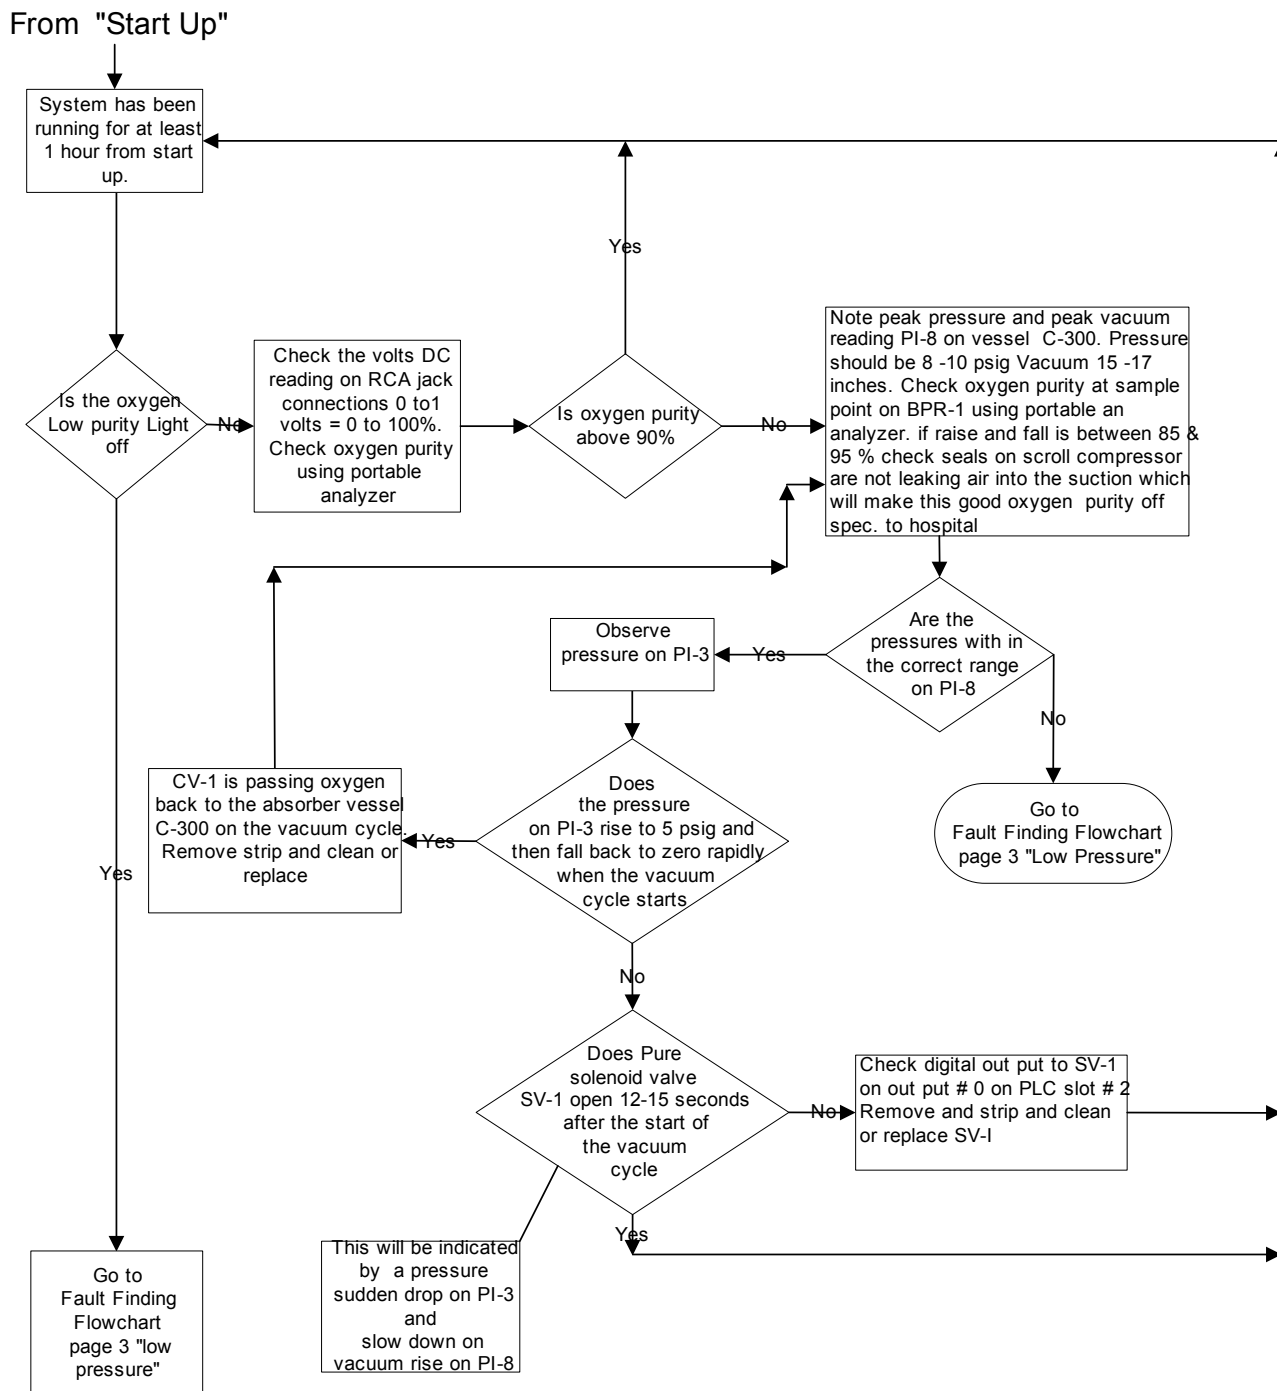 From "Start Up"
System has been
running for at least
1 hour from start
up.
Yes
Is the oxygen
Low purity Light
off
No
Check the volts DC
reading on RCA jack
connections 0 to1
volts = 0 to 100%.
Check oxygen purity
using portable
analyzer
Is oxygen purity
above 90%
No
Note peak pressure and peak vacuum
reading PI-8 on vessel C-300. Pressure
should be 8 -10 psig Vacuum 15 -17
inches. Check oxygen purity at sample
point on BPR-1 using portable an
analyzer. if raise and fall is between 85 &
95 % check seals on scroll compressor
are not leaking air into the suction which
will make this good oxygen purity off
spec. to hospital
Are the
pressures with in
the correct range
on PI-8
Yes
Observe
pressure on PI-3
No
Go to
Fault Finding Flowchart
page 3 "Low Pressure"
Does
the pressure
on PI-3 rise to 5 psig and
then fall back to zero rapidly
when the vacuum
cycle starts
Yes
CV-1 is passing oxygen
back to the absorber vessel
C-300 on the vacuum cycle.
Remove strip and clean or
replace
Yes
No
Does Pure
solenoid valve
SV-1 open 12-15 seconds
after the start of
the vacuum
cycle
No
Check digital out put to SV-1
on out put # 0 on PLC slot # 2
Remove and strip and clean
or replace SV-I
Yes
This will be indicated
by a pressure
sudden drop on PI-3
and
slow down on
vacuum rise on PI-8
Go to
Fault Finding
Flowchart
page 3 "low
pressure"